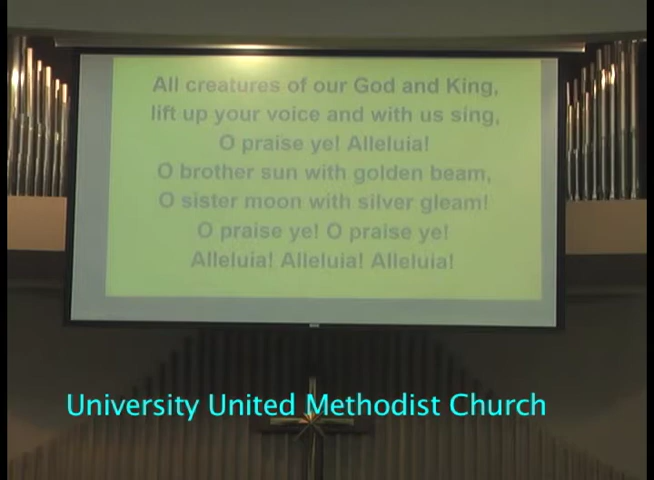 All creatures of our God and King,
lift up your voice and with us sing,
O praise ye! Alleluia!
O brother sun with golden beam,
O sister moon with silver gleam!
O praise ye! O praise ye!
Alleluia! Alleluia! Alleluia!
University United Methodist Church